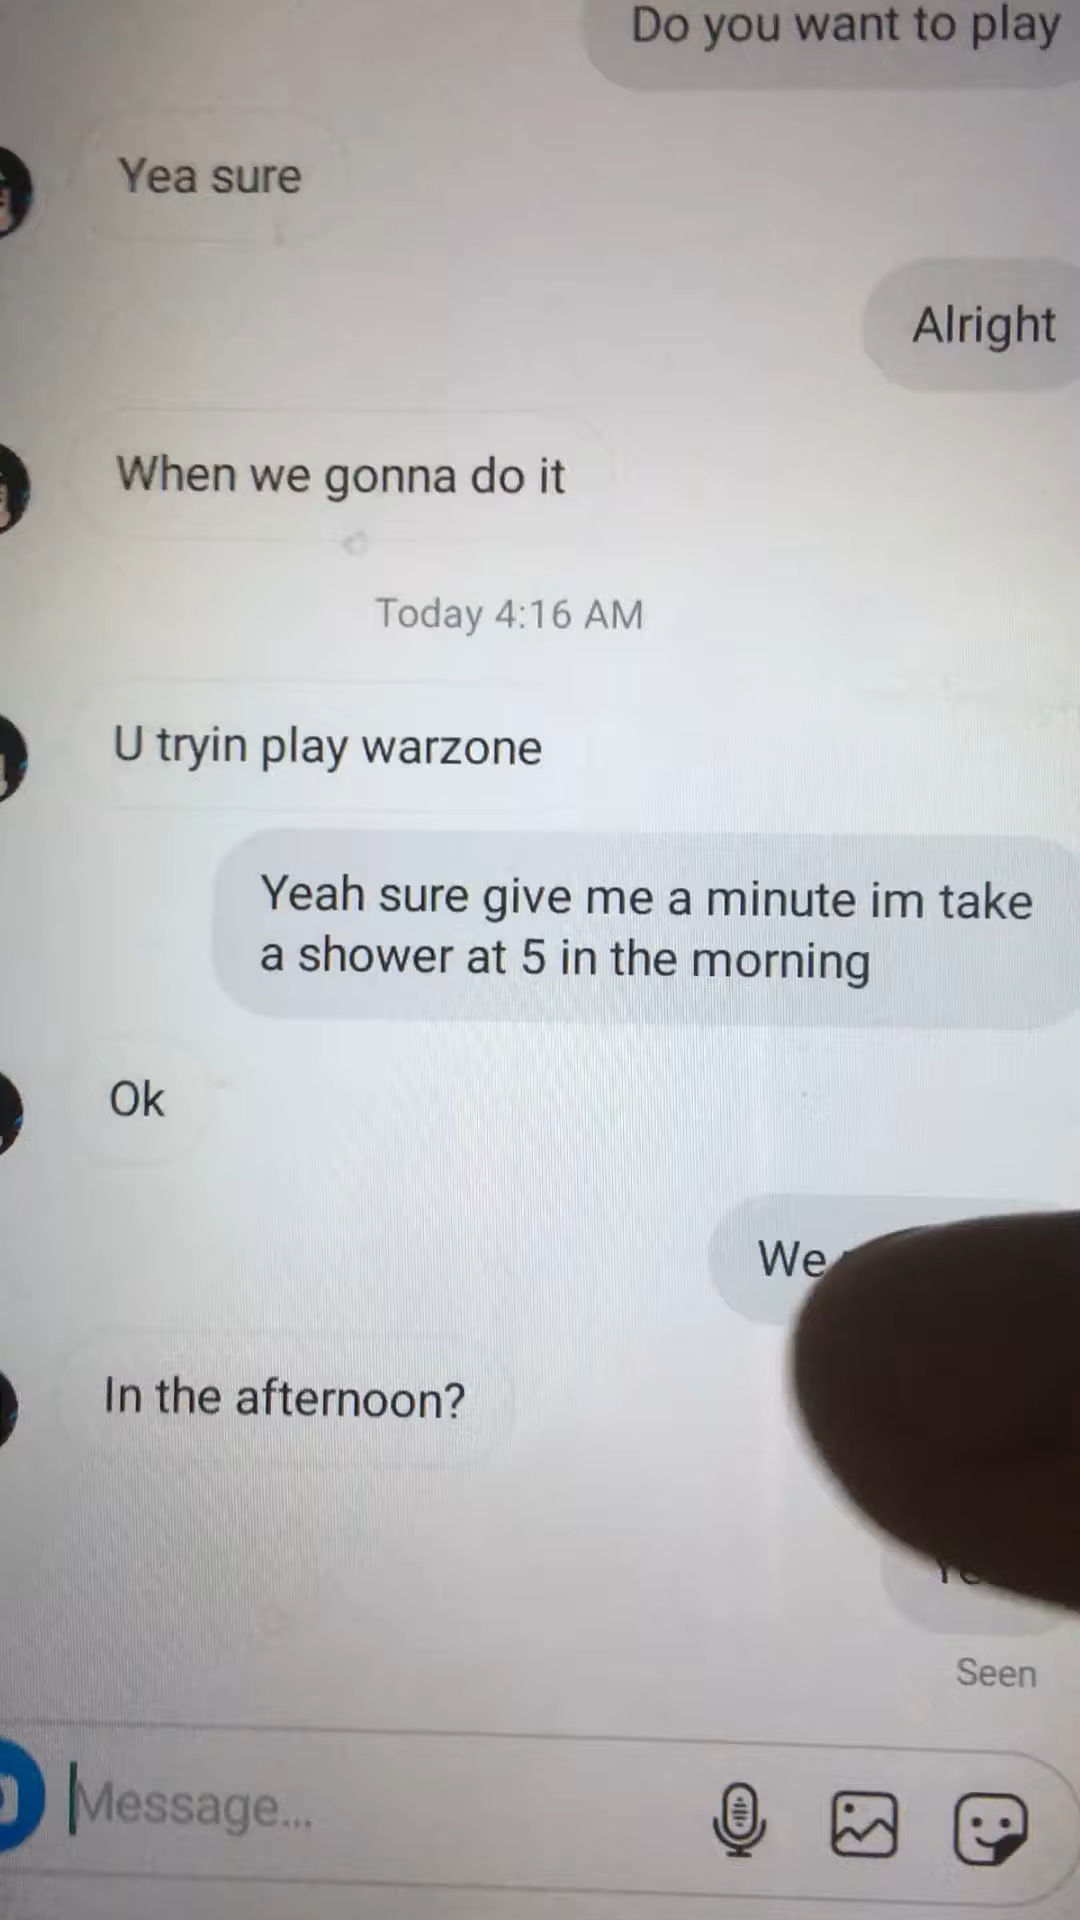 Do you want to play
Yea sure
Alright
When we gonna do it
Today 4:16 AM
U tryin play warzone
Yeah sure give me a minute im take
a shower at 5 in the morning
Ok
We
In the afternoon?
Seen
Message...